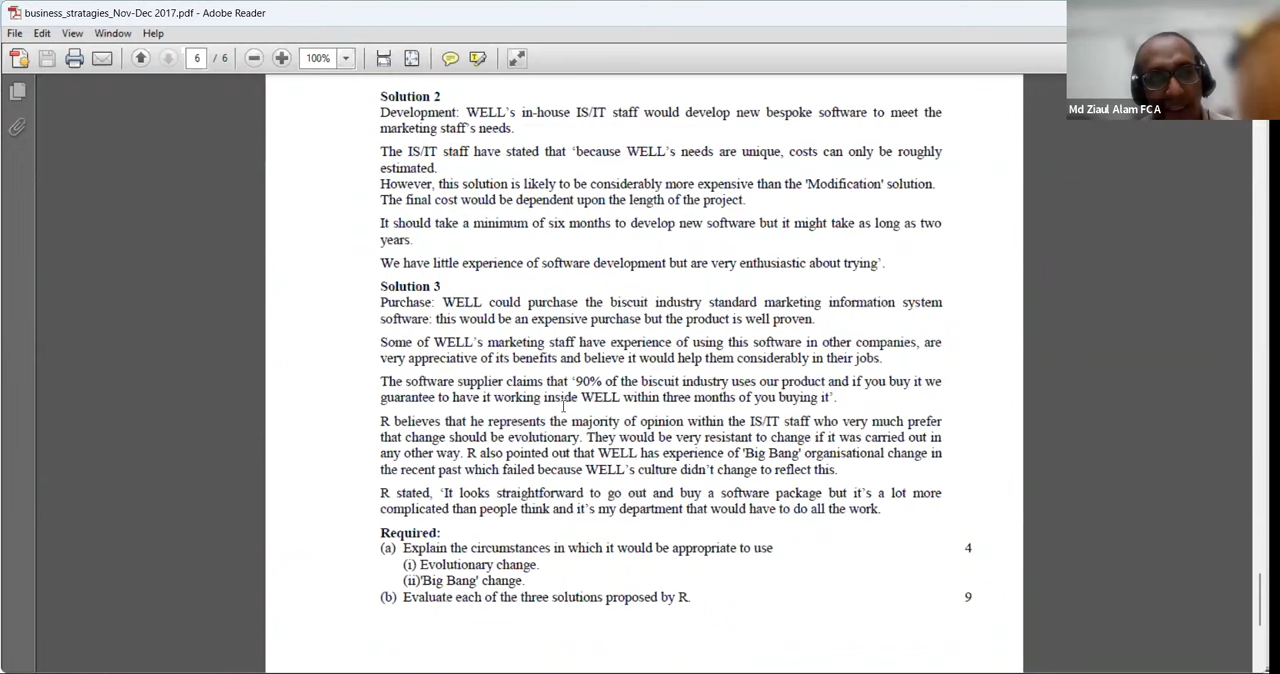 business_stratagies_Nov-Dec 2017.pdf - Adobe Reader
File Edit View Window Help
6 / 6 100%
Md Ziaul Alam FCA
Solution 2
Development: WELL's in-house IS/IT staff would develop new bespoke software to meet the
marketing staff's needs.
The IS/IT staff have stated that 'because WELL's needs are unique, costs can only be roughly
estimated.
However, this solution is likely to be considerably more expensive than the 'Modification' solution.
The final cost would be dependent upon the length of the project.
It should take a minimum of six months to develop new software but it might take as long as two
years.
We have little experience of software development but are very enthusiastic about trying'.
Solution 3
Purchase: WELL could purchase the biscuit industry standard marketing information system
software: this would be an expensive purchase but the product is well proven.
Some of WELL's marketing staff have experience of using this software in other companies, are
very appreciative of its benefits and believe it would help them considerably in their jobs.
The software supplier claims that '90% of the biscuit industry uses our product and if you buy it we
guarantee to have it working inside WELL within three months of you buying it'.
R believes that he represents the majority of opinion within the IS/IT staff who very much prefer
that change should be evolutionary. They would be very resistant to change if it was carried out in
any other way. R also pointed out that WELL has experience of 'Big Bang' organisational change in
the recent past which failed because WELL's culture didn't change to reflect this.
R stated, 'It looks straightforward to go out and buy a software package but it's a lot more
complicated than people think and it's my department that would have to do all the work.
Required:
(a) Explain the circumstances in which it would be appropriate to use 4
(i) Evolutionary change.
(ii)'Big Bang' change.
(b) Evaluate each of the three solutions proposed by R. 9